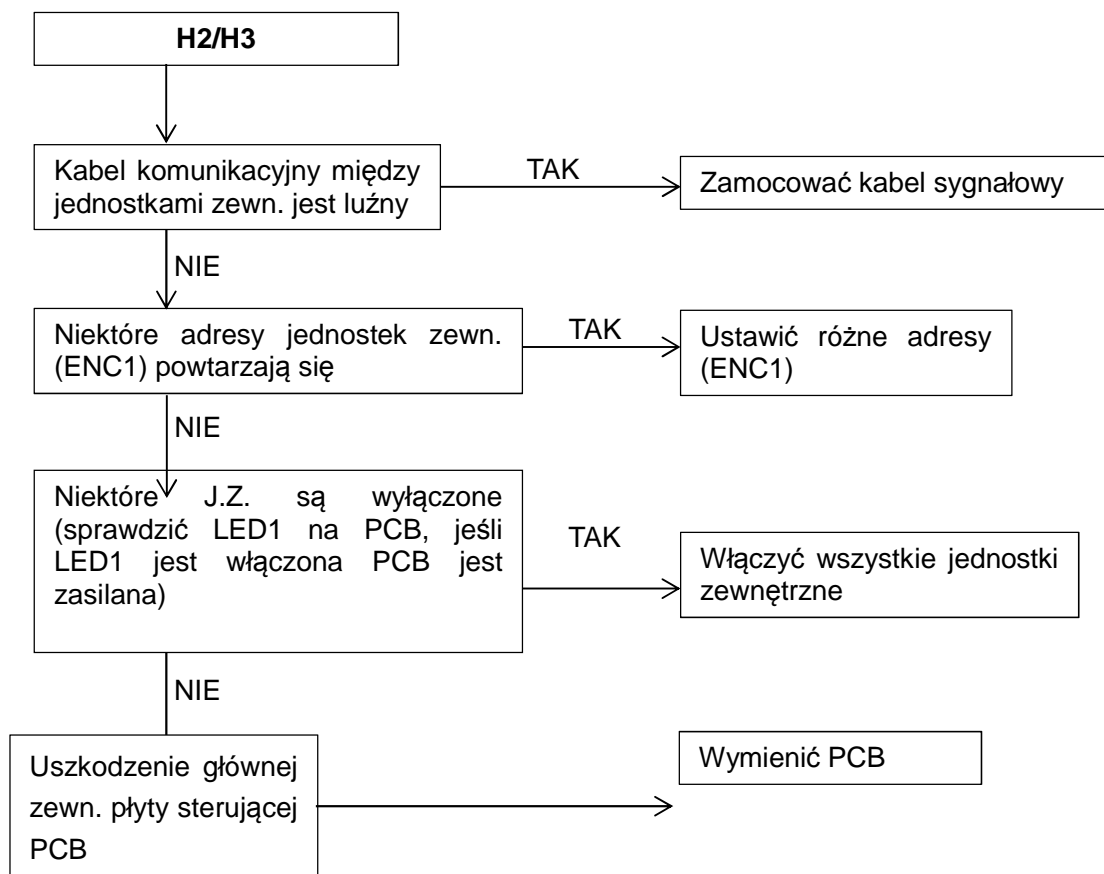 H2/H3
Kabel komunikacyjny między
jednostkami zewn. jest luźny
TAK
Zamocować kabel sygnałowy
NIE
Niektóre adresy jednostek zewn.
(ENC1) powtarzają się
TAK
Ustawić różne adresy
(ENC1)
NIE
Niektóre J.Z. są wyłączone
(sprawdzić LED1 na PCB, jeśli
LED1 jest włączona PCB jest
zasilana)
TAK
Włączyć wszystkie jednostki
zewnętrzne
NIE
Uszkodzenie głównej
zewn. płyty sterującej
PCB
Wymienić PCB